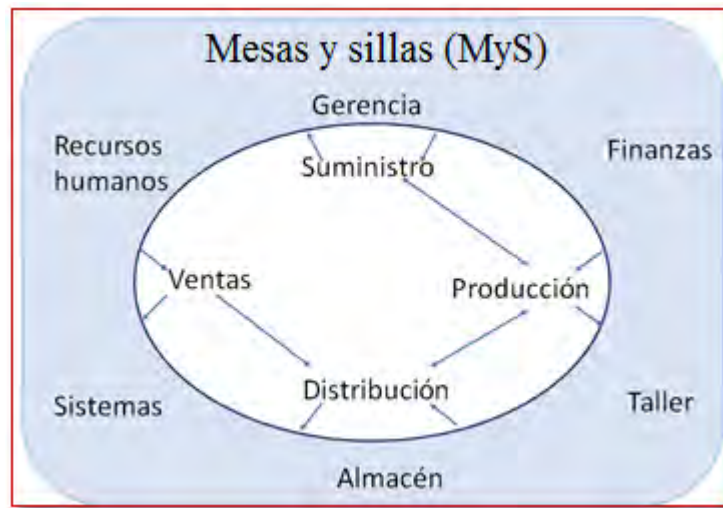 Mesas y sillas (MyS)
Gerencia
Recursos
humanos
Finanzas
Suministro
Ventas
Producción
Distribución
Sistemas
Taller
Almacén